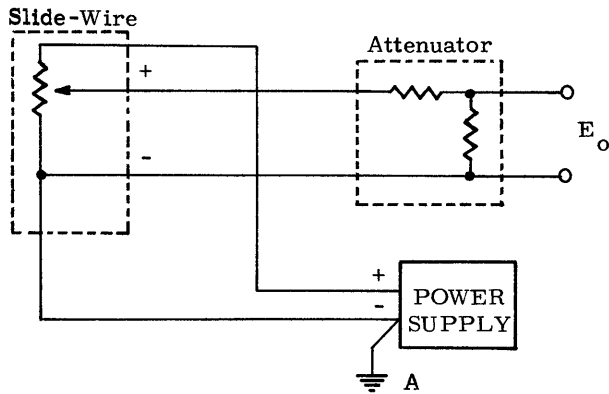 Slide-Wire
Attenuator
+
-
E
o
+
-
POWER
SUPPLY
A